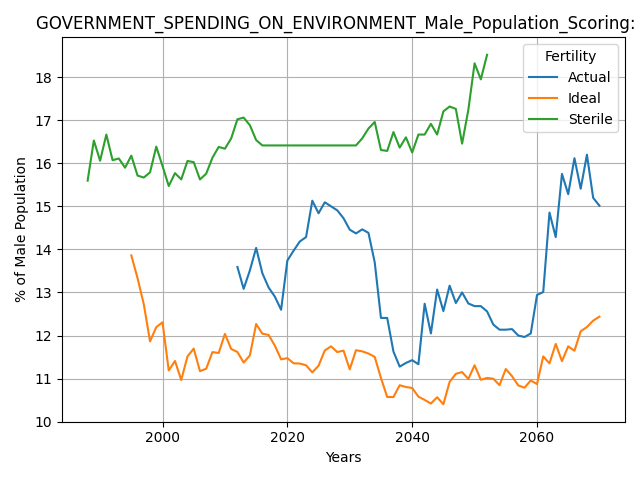 GOVERNMENT_SPENDING_ON_ENVIRONMENT_Male_Population_Scoring:
Fertility
Actual
Ideal
Sterile
% of Male Population
18
17
16
15
14
13
12
11
10
2000 2020 2040 2060
Years